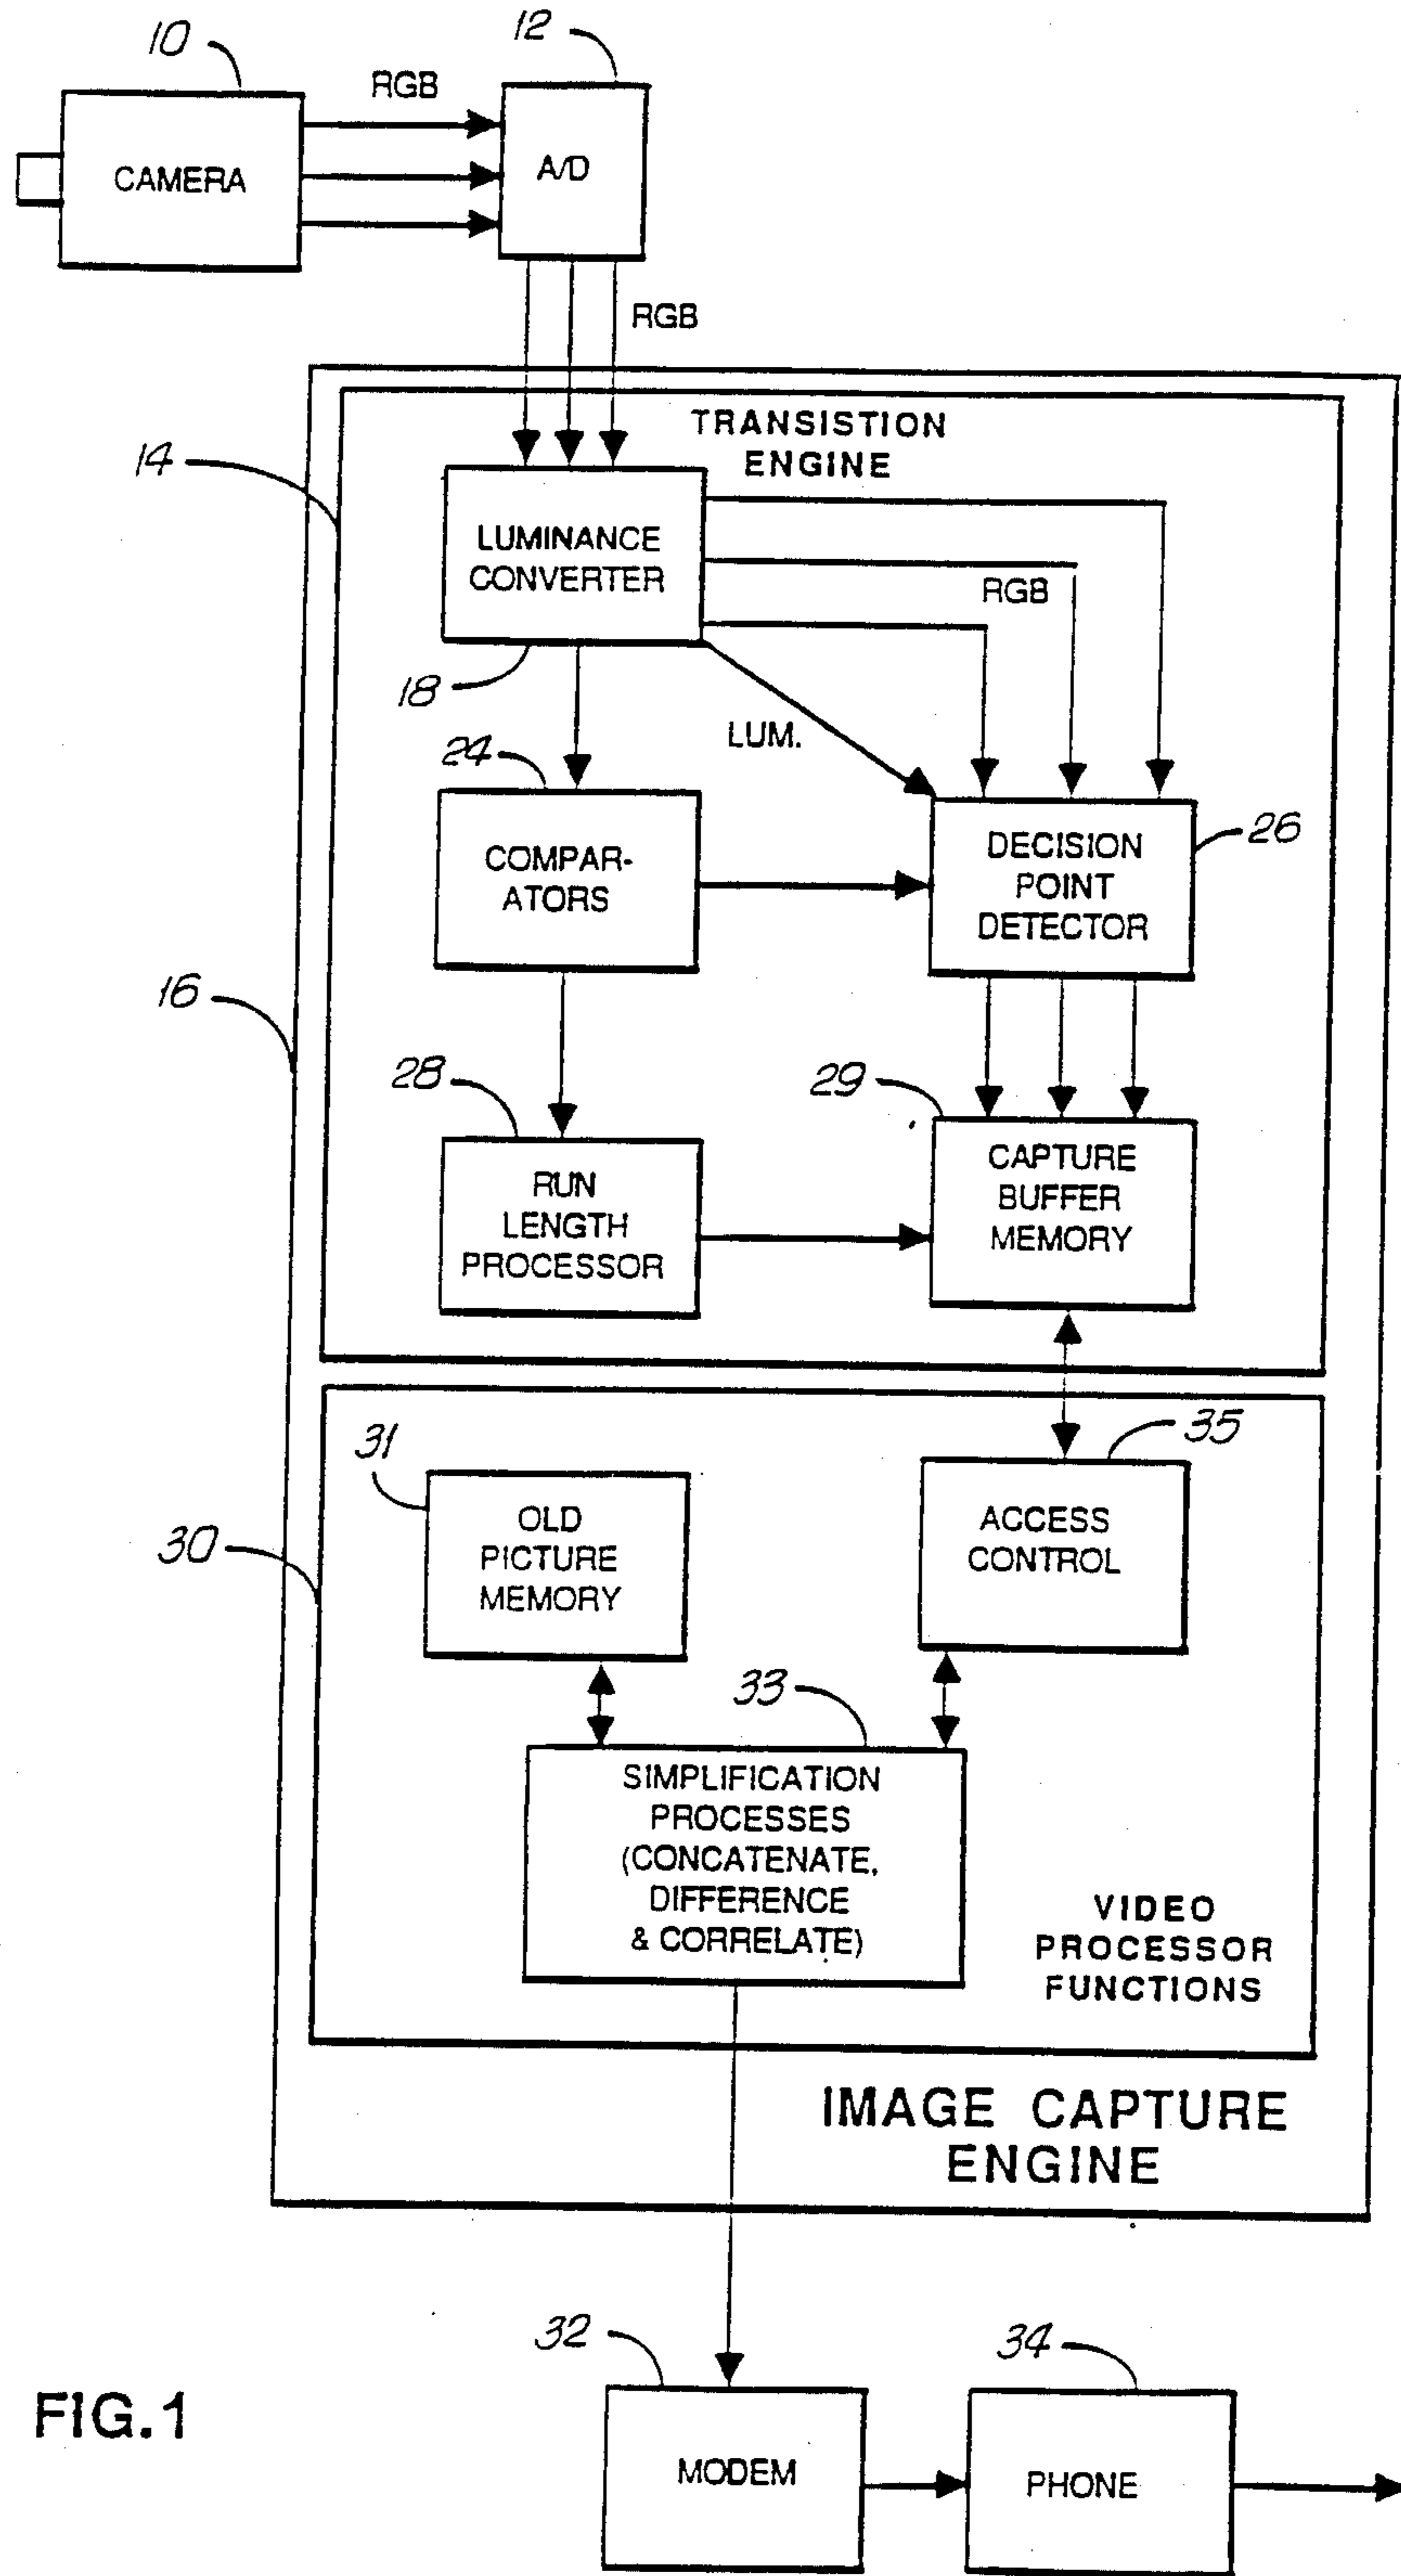 10
12
RGB
CAMERA
A/D
RGB
TRANSISTION
ENGINE
14
LUMINANCE
CONVERTER
RGB
18
LUM.
24
COMPAR-
ATORS
DECISION
POINT
DETECTOR
26
16
28
29
RUN
LENGTH
PROCESSOR
CAPTURE
BUFFER
MEMORY
31
35
OLD
PICTURE
MEMORY
ACCESS
CONTROL
30
33
SIMPLIFICATION
PROCESSES
(CONCATENATE,
DIFFERENCE
& CORRELATE)
VIDEO
PROCESSOR
FUNCTIONS
IMAGE CAPTURE
ENGINE
32
34
FIG.1
MODEM
PHONE